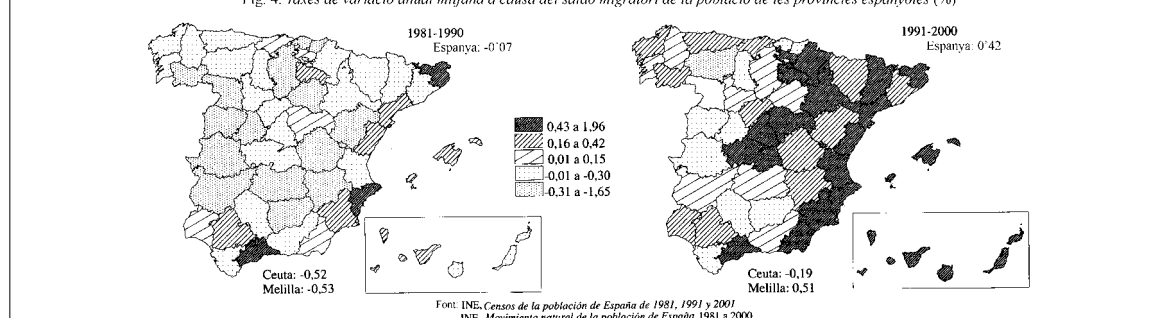 Fig. 4. Taxes de variació anual mitjana a causa del saldo migratori de la població de les províncies espanyoles (%)
1981-1990
Espanya: -0'07
1991-2000
Espanya: 0'42
0,43 a 1,96
0,16 a 0,42
0,01 a 0,15
-0,01 a -0,30
-0,31 a -1,65
Ceuta: -0,52
Melilla: -0,53
Ceuta: -0,19
Melilla: 0,51
Font: INE, Censos de la población de España de 1981, 1991 y 2001
INE, Movimiento natural de la población de España 1981 a 2000